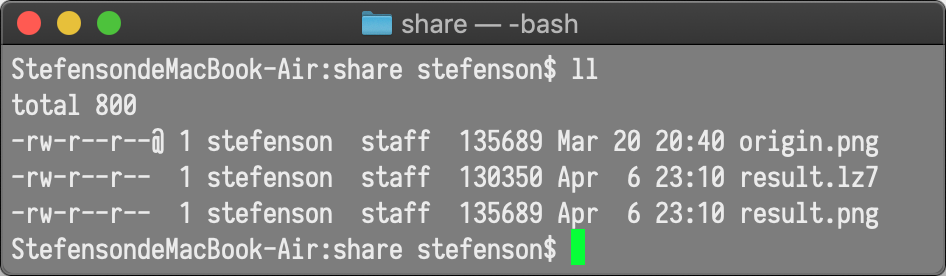 share — -bash
StefensondeMacBook-Air:share stefenson$ ll
total 800
-rw-r--r--@ 1 stefenson  staff  135689 Mar 20 20:40 origin.png
-rw-r--r--  1 stefenson  staff  130350 Apr  6 23:10 result.lz7
-rw-r--r--  1 stefenson  staff  135689 Apr  6 23:10 result.png
StefensondeMacBook-Air:share stefenson$